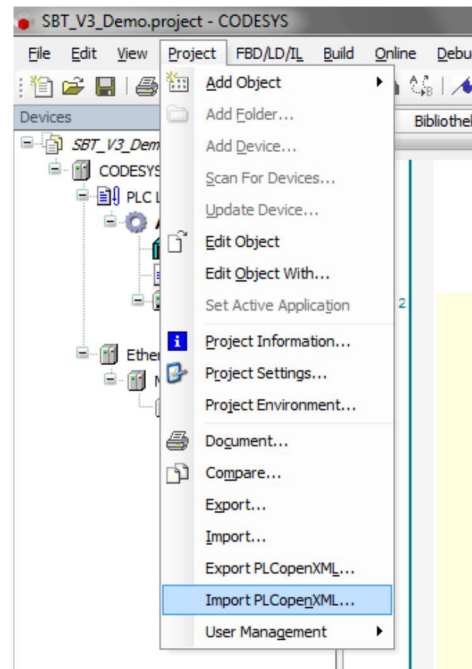 SBT_V3_Demo.project - CODESYS
File Edit View Project FBD/LD/IL Build Online Debu
Devices
Bibliothe
SBT_V3_Dem
CODESYS
PLC L
Ether
Add Object
Add Folder...
Add Device...
Scan For Devices...
Update Device...
Edit Object
Edit Object With...
Set Active Application
2
Project Information...
Project Settings...
Project Environment...
Document...
Compare...
Export...
Import...
Export PLCopenXML...
Import PLCopenXML...
User Management